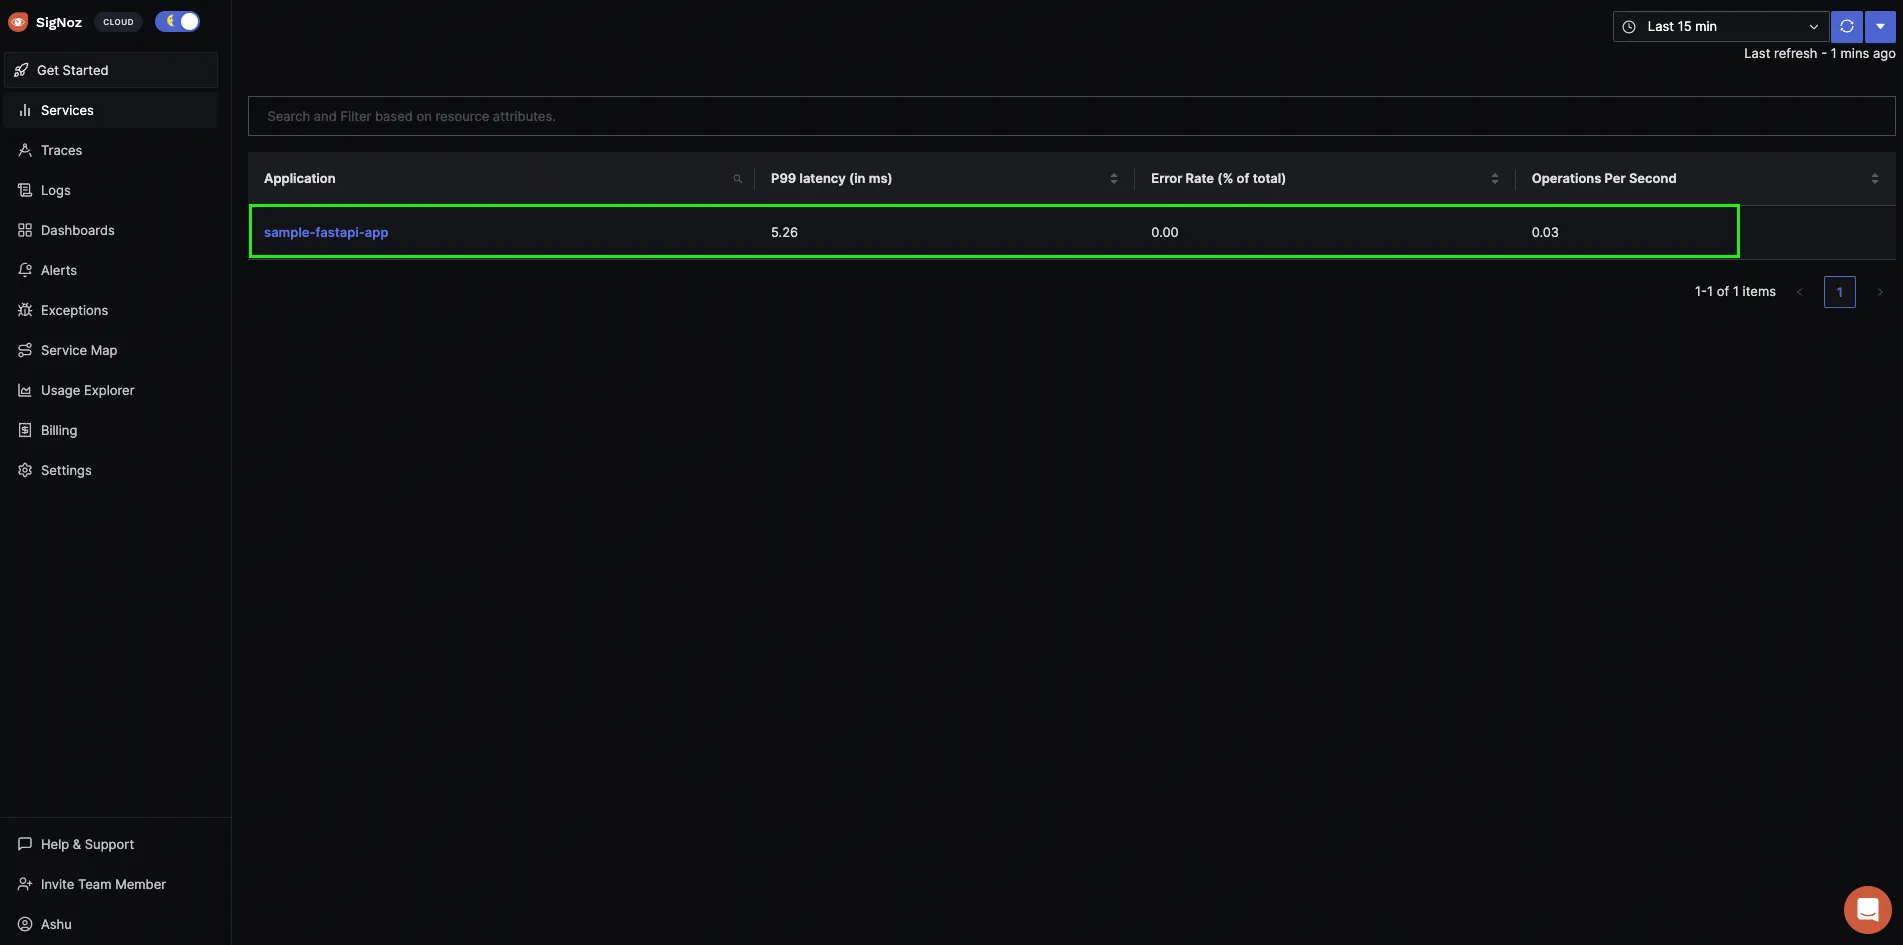 SigNoz CLOUD
Get Started
Services
Traces
Logs
Dashboards
Alerts
Exceptions
Service Map
Usage Explorer
Billing
Settings
Help & Support
Invite Team Member
Ashu
Last 15 min
Last refresh - 1 mins ago
Search and Filter based on resource attributes.
Application P99 latency (in ms) Error Rate (% of total) Operations Per Second
sample-fastapi-app 5.26 0.00 0.03
1-1 of 1 items < 1 >